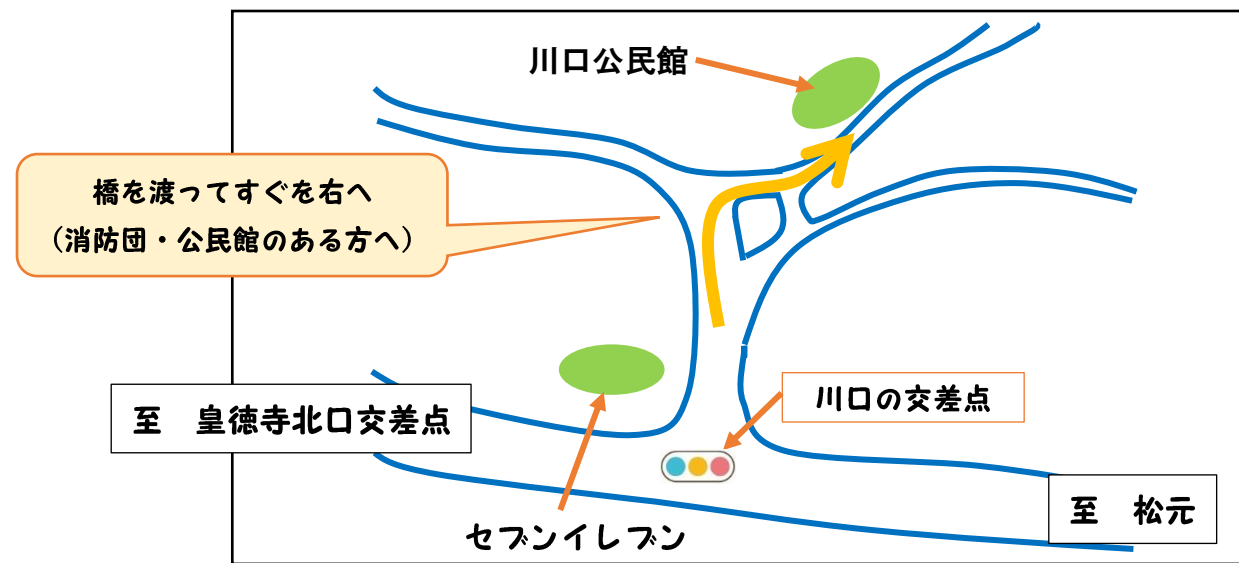 川口公民館
橋を渡ってすぐを右へ
（消防団・公民館のある方へ）
川口の交差点
至　皇徳寺北口交差点
至　松元
セブンイレブン